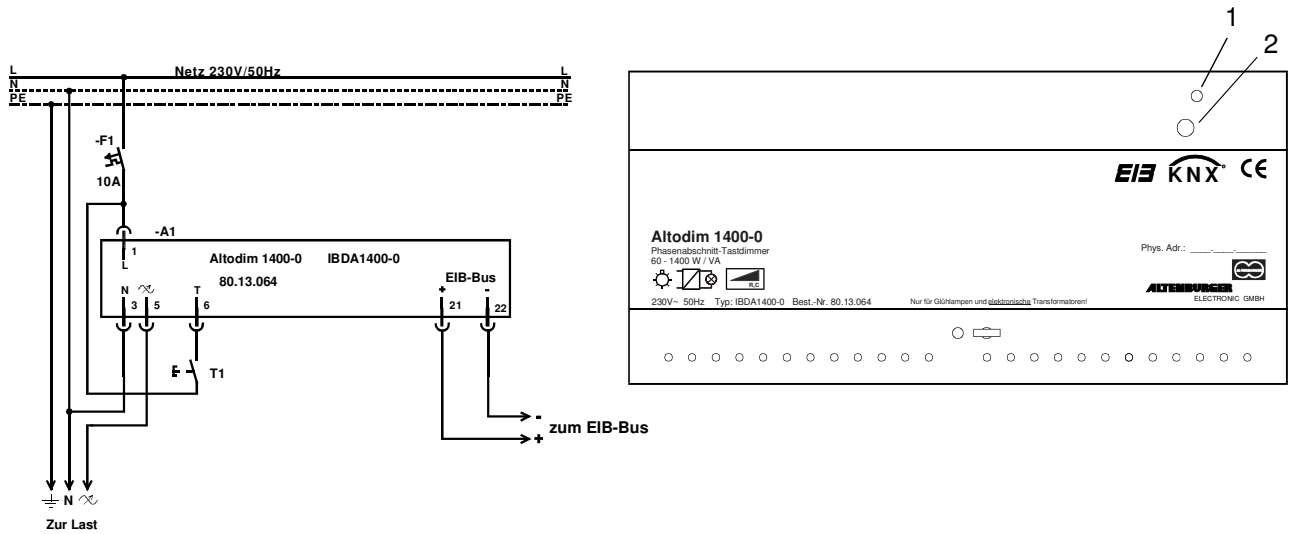 L Netz 230V/50Hz L
N N
PE PE
-F1
10A
-A1
1
L
Altodim 1400-0 IBDA1400-0
80.13.064
EIB-Bus
N T + -
3 5 6 21 22
T1
-
zum EIB-Bus
+
N
Zur Last
1
2
EIB KNX CE
Altodim 1400-0
Phasenabschnitt-Tastdimmer
60 - 1400 W / VA
R,C
230V~ 50Hz Typ: IBDA1400-0 Best.-Nr. 80.13.064
Nur für Glühlampen und elektronische Transformatoren!
Phys. Adr.: ____.____.______
ALTENBURGER
ELECTRONIC GMBH